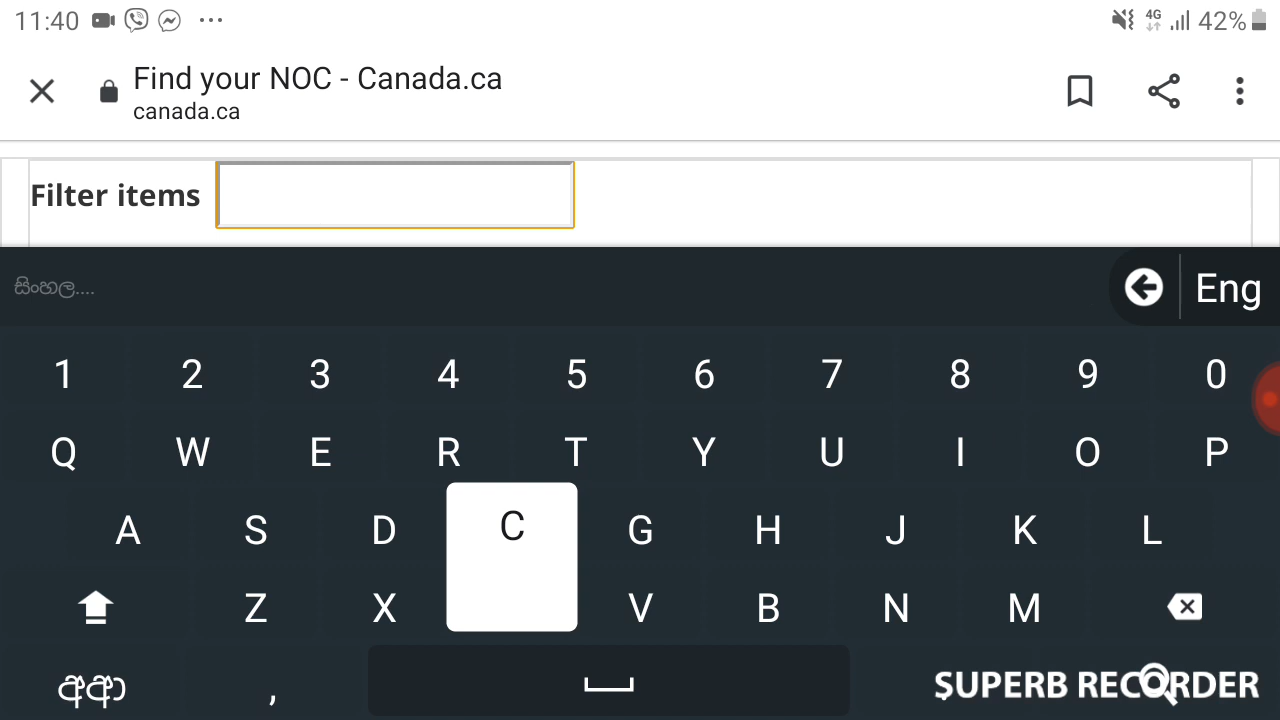 11:40 4G 42%
Find your NOC - Canada.ca
canada.ca
Filter items
සිංහල.... Eng
1 2 3 4 5 6 7 8 9 0
Q W E R T Y U I O P
A S D C G H J K L
Z X V B N M
අආ , SUPERB RECORDER